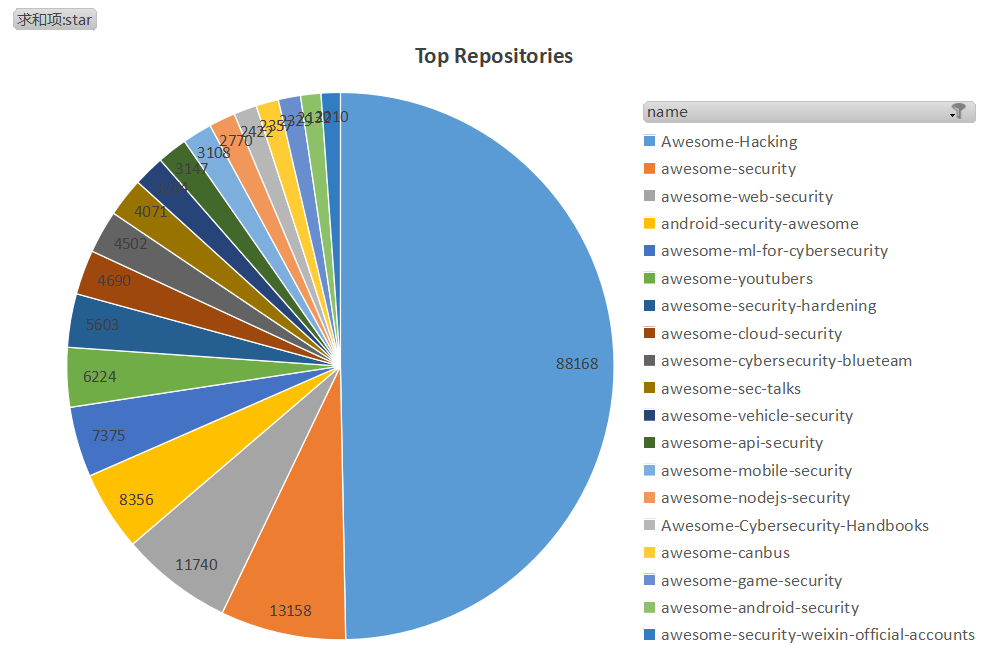 求和项:star
Top Repositories
name
Awesome-Hacking
awesome-security
awesome-web-security
android-security-awesome
awesome-ml-for-cybersecurity
awesome-youtubers
awesome-security-hardening
awesome-cloud-security
awesome-cybersecurity-blueteam
awesome-sec-talks
awesome-vehicle-security
awesome-api-security
awesome-mobile-security
awesome-nodejs-security
Awesome-Cybersecurity-Handbooks
awesome-canbus
awesome-game-security
awesome-android-security
awesome-security-weixin-official-accounts
88168
13158
11740
8356
7375
6224
5603
4690
4502
4071
3147
3108
2770
2422
2357
2329